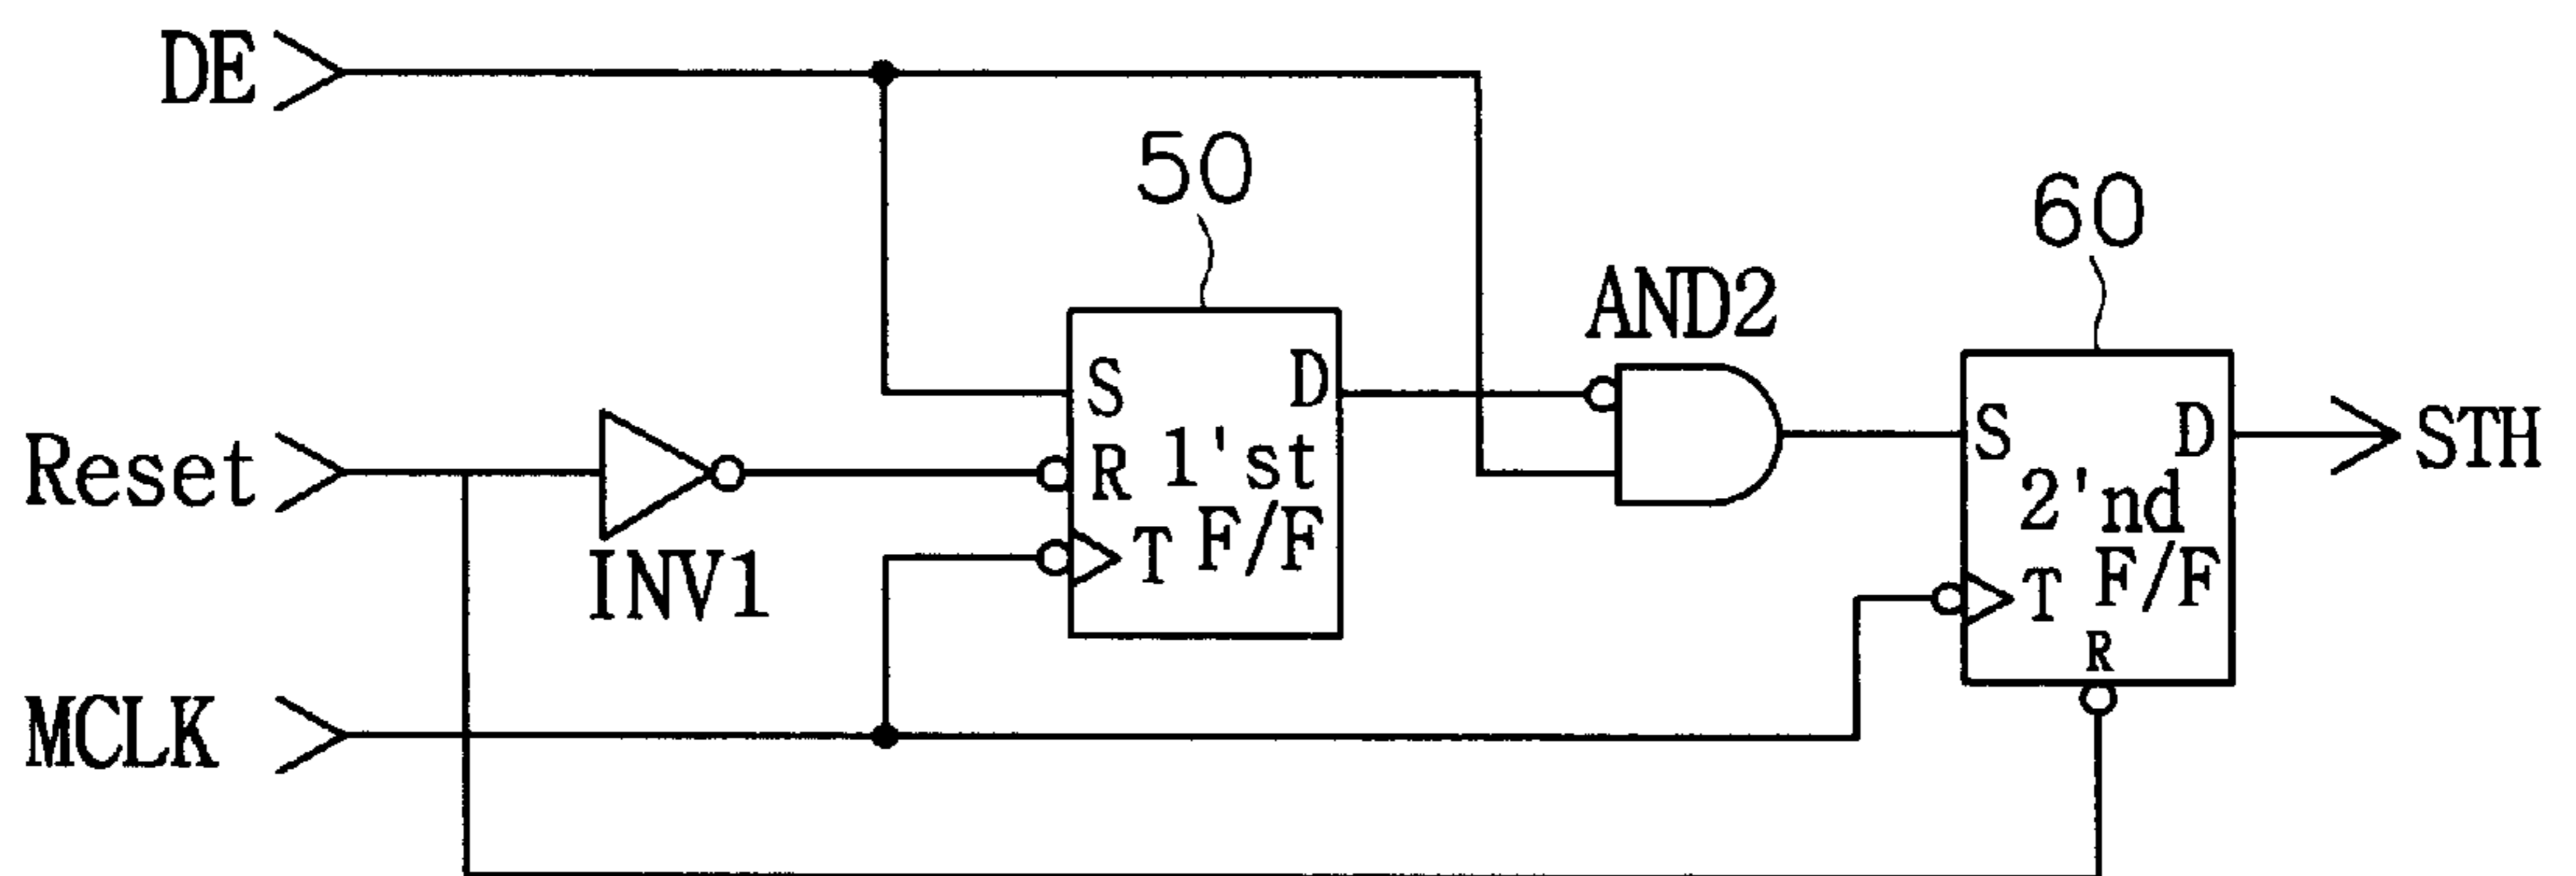 DE
50
60
AND2
S
D
R
1'st
T
F/F
S
D
2'nd
T
F/F
R
STH
Reset
INV1
MCLK